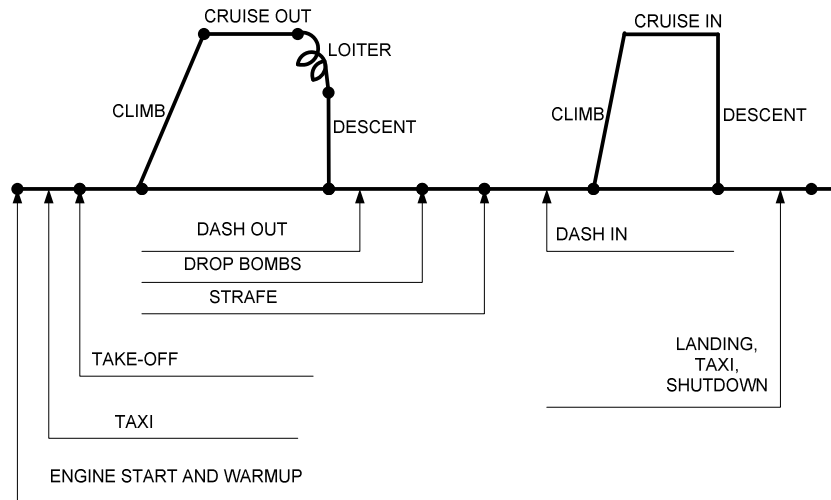 CRUISE OUT
CRUISE IN
LOITER
CLIMB
DESCENT
CLIMB
DESCENT
DASH OUT
DASH IN
DROP BOMBS
STRAFE
TAKE-OFF
LANDING,
TAXI,
SHUTDOWN
TAXI
ENGINE START AND WARMUP